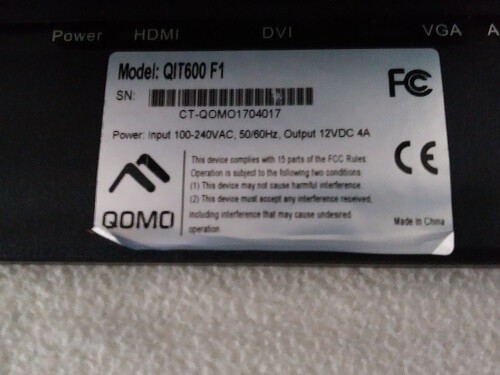 Power HDMI DVI VGA A
Model: QIT600 F1
FC
SN:
CT-QOMO1704017
Power: Input 100-240VAC, 50/60Hz, Output 12VDC 4A
This device complies with 15 parts of the FCC Rules
Operation is subject to the following two conditions
(1) This device may not cause harmful interference
(2) This device must accept any interference received,
including interference that may cause undesired
operation
CE
QOMO
Made in China